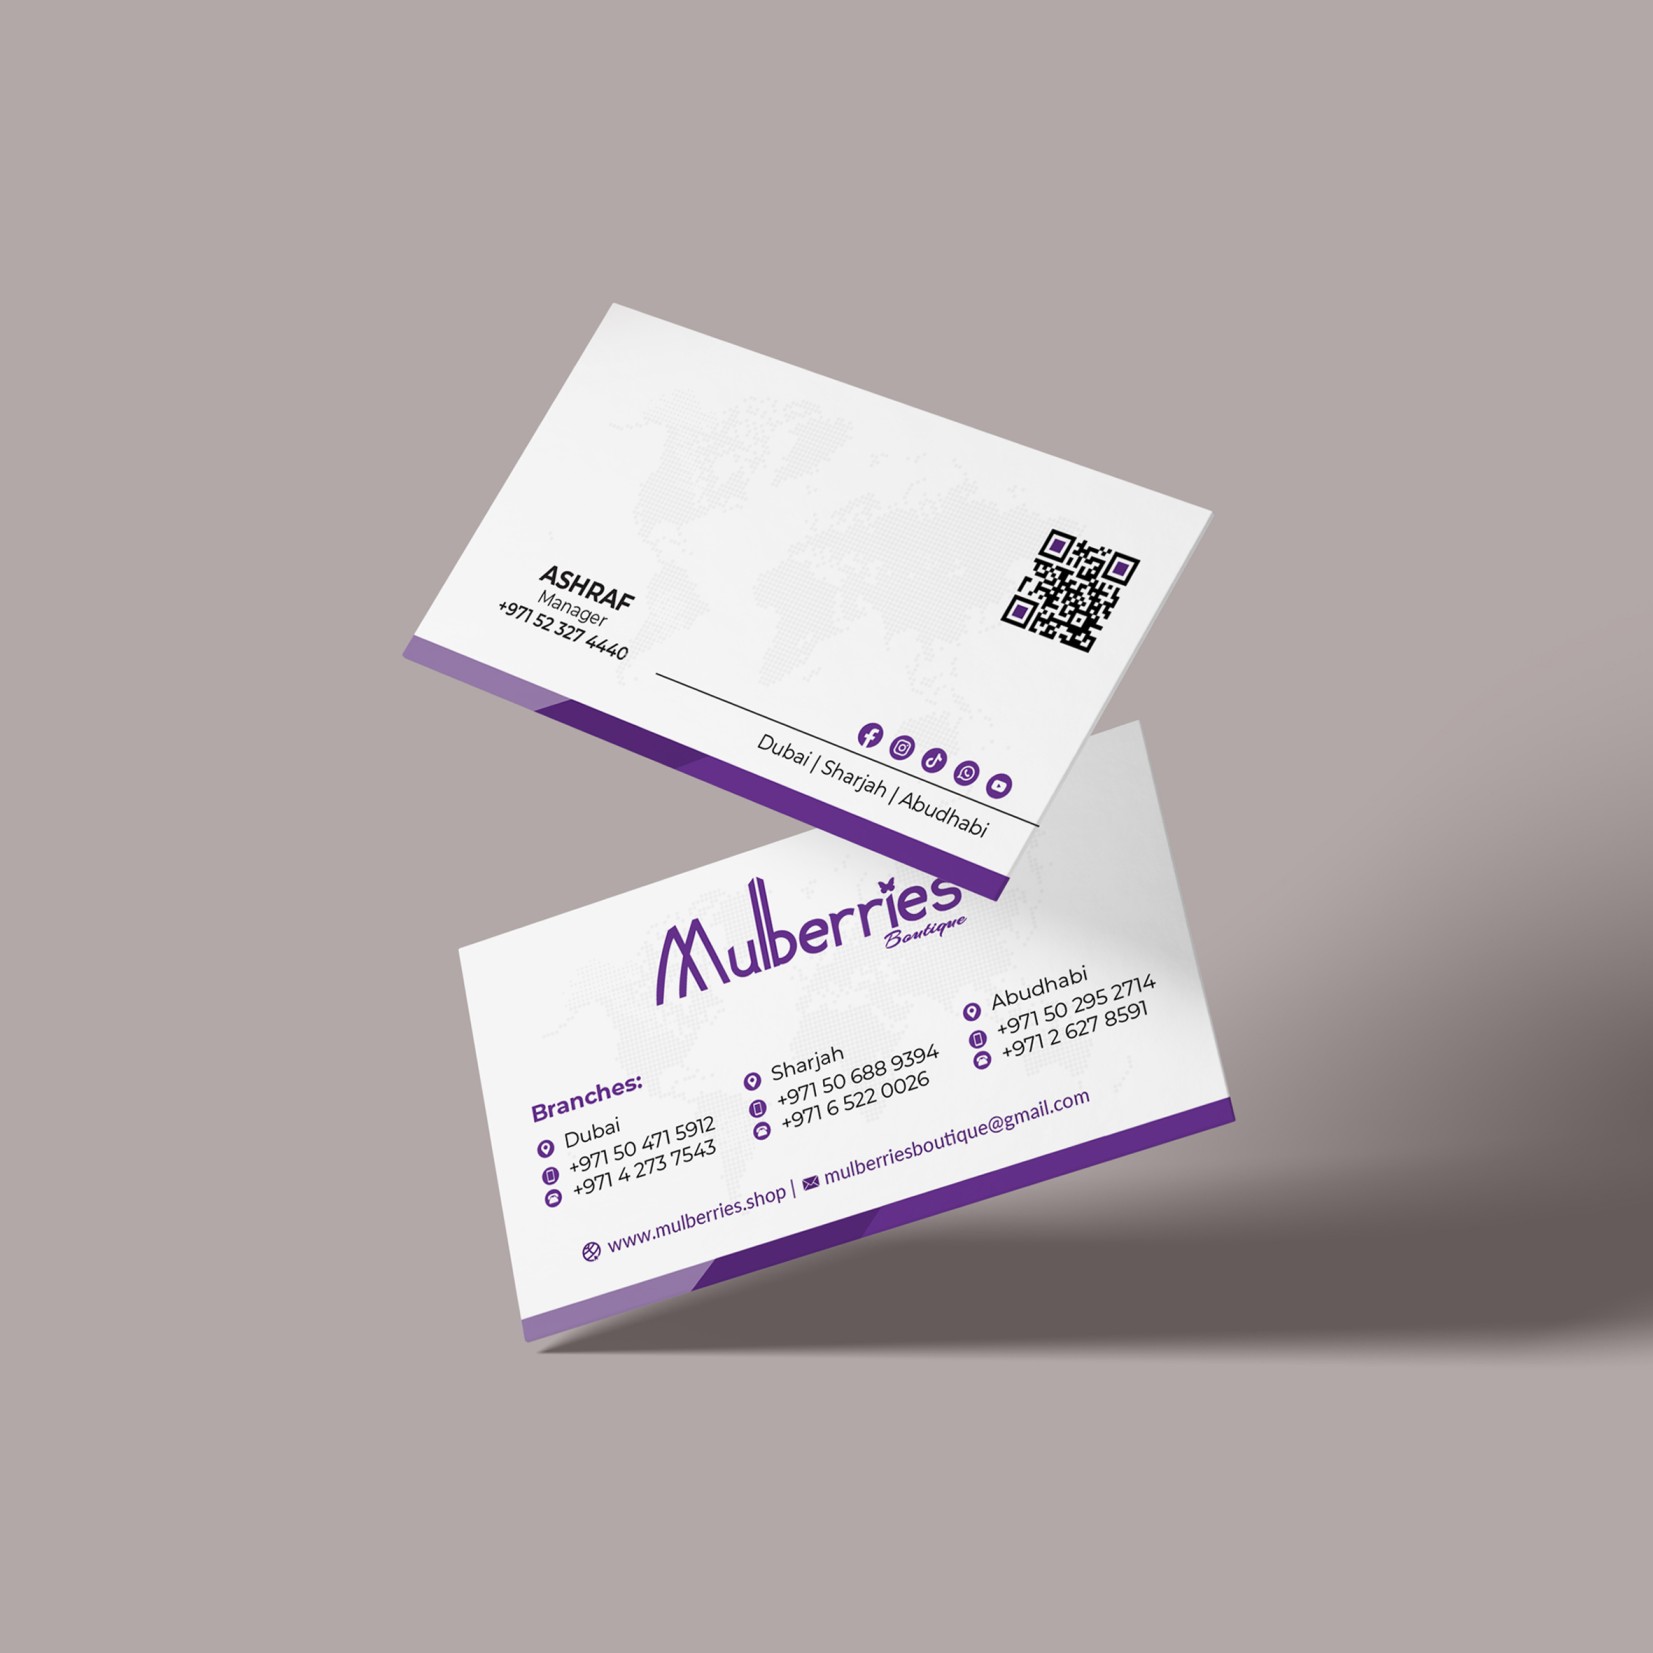 ASHRAF
Manager
+971 52 327 4440
Dubai | Sharjah | Abudhabi
Mulberries
Boutique
Branches:
Dubai
+971 50 471 5912
+971 4 273 7543
Sharjah
+971 50 688 9394
+971 6 522 0026
Abudhabi
+971 50 295 2714
+971 2 627 8591
www.mulberries.shop | mulberriesboutique@gmail.com